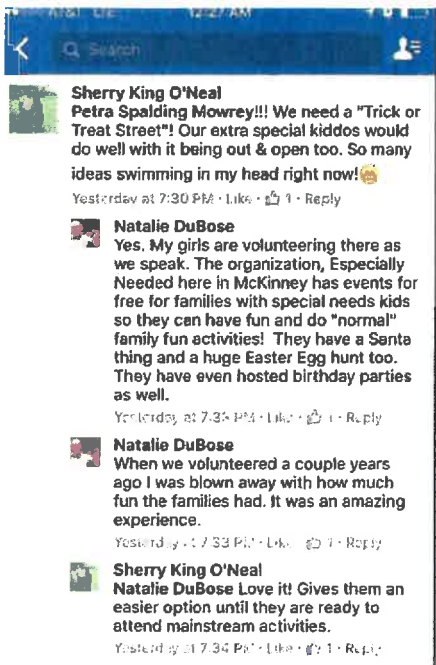 12:27 AM
Search
Sherry King O'Neal
Petra Spalding Mowrey!!! We need a "Trick or
Treat Street"! Our extra special kiddos would
do well with it being out & open too. So many
ideas swimming in my head right now!
Yesterday at 7:30 PM · Like · 1 · Reply
Natalie DuBose
Yes. My girls are volunteering there as
we speak. The organization, Especially
Needed here in McKinney has events for
free for families with special needs kids
so they can have fun and do "normal"
family fun activities! They have a Santa
thing and a huge Easter Egg hunt too.
They have even hosted birthday parties
as well.
Yesterday at PM · Like · 1 · Reply
Natalie DuBose
When we volunteered a couple years
ago I was blown away with how much
fun the families had. It was an amazing
experience.
Yesterday at 7:33 PM · Like · 1 · Reply
Sherry King O'Neal
Natalie DuBose Love it! Gives them an
easier option until they are ready to
attend mainstream activities.
Yesterday at 7:34 PM · Like · 1 · Reply